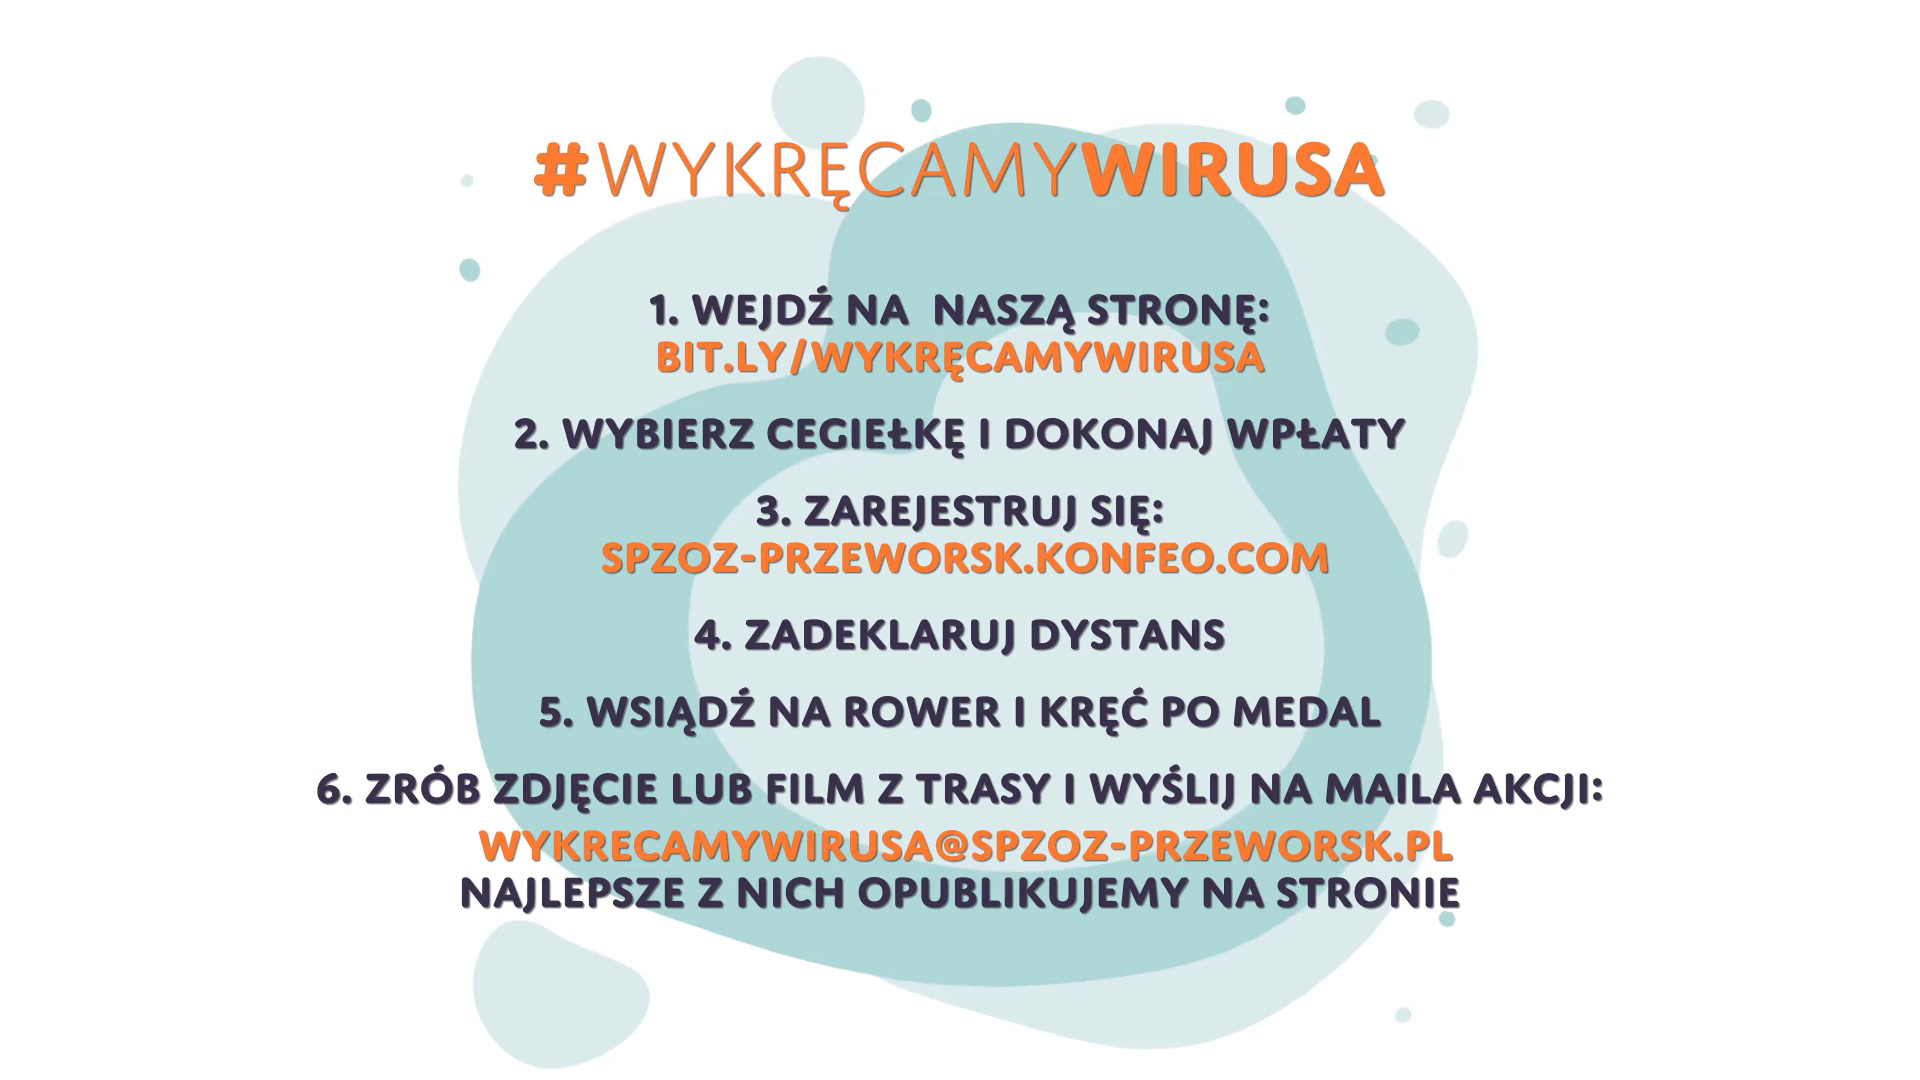 #WYKRĘCAMYWIRUSA
1. WEJDŹ NA NASZĄ STRONĘ:
BIT.LY/WYKRĘCAMYWIRUSA
2. WYBIERZ CEGIEŁKĘ I DOKONAJ WPŁATY
3. ZAREJESTRUJ SIĘ:
SPZOZ-PRZEWORSK.KONFEO.COM
4. ZADEKLARUJ DYSTANS
5. WSIĄDŹ NA ROWER I KRĘĆ PO MEDAL
6. ZRÓB ZDJĘCIE LUB FILM Z TRASY I WYŚLIJ NA MAILA AKCJI:
WYKRECAMYWIRUSA@SPZOZ-PRZEWORSK.PL
NAJLEPSZE Z NICH OPUBLIKUJEMY NA STRONIE